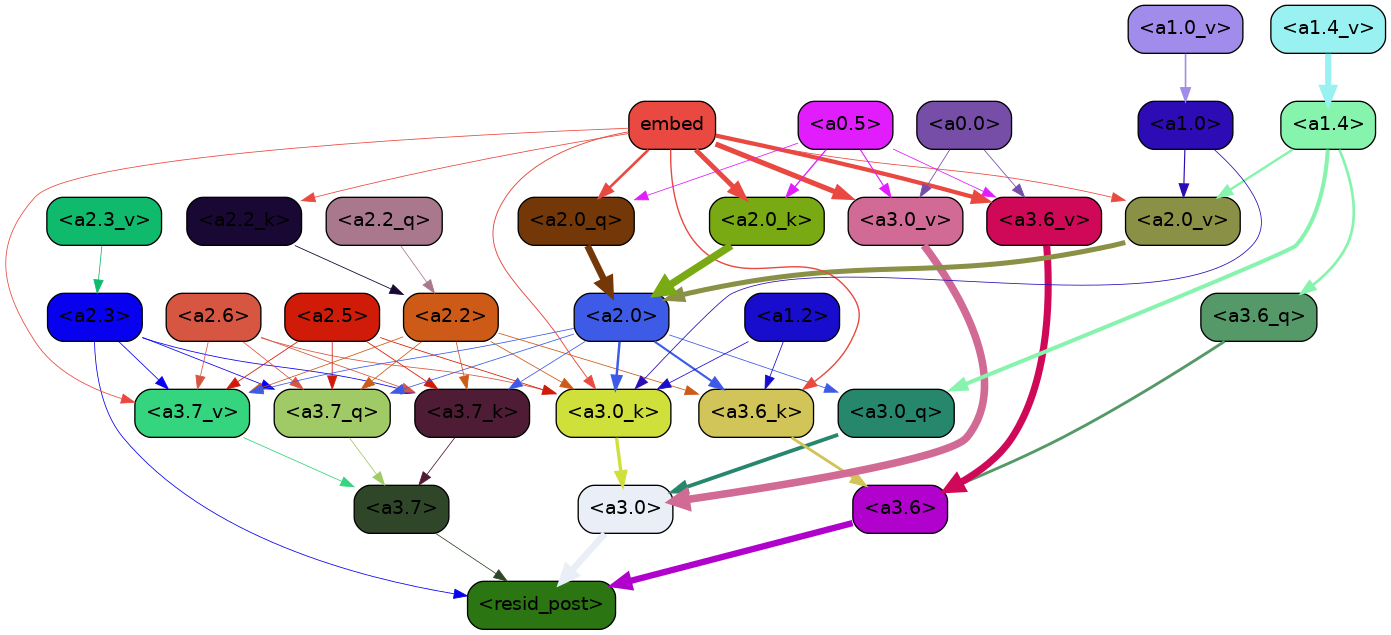 <a1.0_v> <a1.4_v>
embed <a0.5> <a0.0> <a1.0> <a1.4>
<a2.3_v> <a2.2_k> <a2.2_q> <a2.0_q> <a2.0_k> <a3.0_v> <a3.6_v> <a2.0_v>
<a2.3> <a2.6> <a2.5> <a2.2> <a2.0> <a1.2> <a3.6_q>
<a3.7_v> <a3.7_q> <a3.7_k> <a3.0_k> <a3.6_k> <a3.0_q>
<a3.7> <a3.0> <a3.6>
<resid_post>